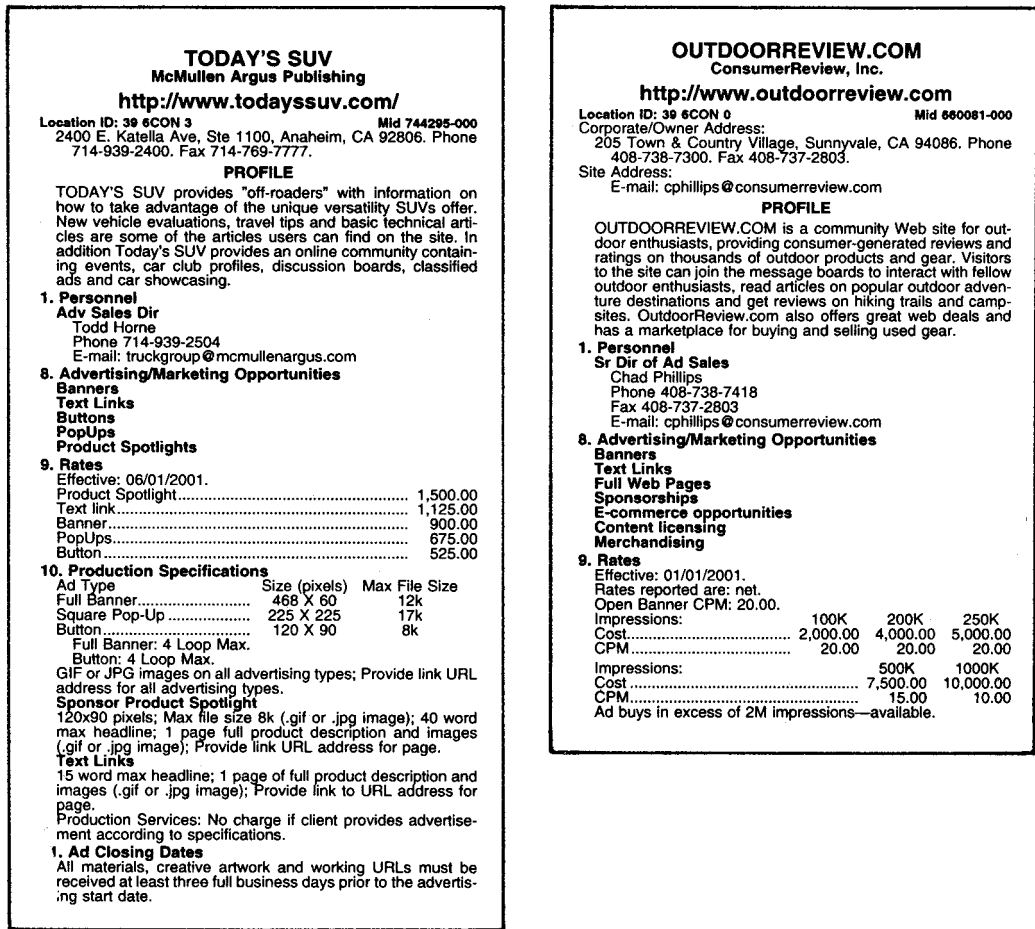 TODAY'S SUV
McMullen Argus Publishing
http://www.todayssuv.com/
Location ID: 39 6CON 3 Mid 744295-000
2400 E. Katella Ave, Ste 1100, Anaheim, CA 92806. Phone
714-939-2400. Fax 714-769-7777.
PROFILE
TODAY'S SUV provides "off-roaders" with information on
how to take advantage of the unique versatility SUVs offer.
New vehicle evaluations, travel tips and basic technical arti-
cles are some of the articles users can find on the site. In
addition Today's SUV provides an online community contain-
ing events, car club profiles, discussion boards, classified
ads and car showcasing.
1. Personnel
Adv Sales Dir
Todd Horne
Phone 714-939-2504
E-mail: truckgroup@mcmullenargus.com
8. Advertising/Marketing Opportunities
Banners
Text Links
Buttons
PopUps
Product Spotlights
9. Rates
Effective: 06/01/2001.
Product Spotlight.................................................. 1,500.00
Text link................................................................ 1,125.00
Banner.................................................................. 900.00
PopUps.................................................................. 675.00
Button................................................................... 525.00
10. Production Specifications
Ad Type Size (pixels) Max File Size
Full Banner......................... 468 X 60 12k
Square Pop-Up .................. 225 X 225 17k
Button................................. 120 X 90 8k
Full Banner: 4 Loop Max.
Button: 4 Loop Max.
GIF or JPG images on all advertising types; Provide link URL
address for all advertising types.
Sponsor Product Spotlight
120x90 pixels; Max file size 8k (.gif or .jpg image); 40 word
max headline; 1 page full product description and images
(.gif or .jpg image); Provide link URL address for page.
Text Links
15 word max headline; 1 page of full product description and
images (.gif or .jpg image); Provide link to URL address for
page.
Production Services: No charge if client provides advertise-
ment according to specifications.
1. Ad Closing Dates
All materials, creative artwork and working URLs must be
received at least three full business days prior to the advertis-
ing start date.
OUTDOORREVIEW.COM
ConsumerReview, Inc.
http://www.outdoorreview.com
Location ID: 39 6CON 0 Mid 660081-000
Corporate/Owner Address:
205 Town & Country Village, Sunnyvale, CA 94086. Phone
408-738-7300. Fax 408-737-2803.
Site Address:
E-mail: cphillips@consumerreview.com
PROFILE
OUTDOORREVIEW.COM is a community Web site for out-
door enthusiasts, providing consumer-generated reviews and
ratings on thousands of outdoor products and gear. Visitors
to the site can join the message boards to interact with fellow
outdoor enthusiasts, read articles on popular outdoor adven-
ture destinations and get reviews on hiking trails and camp-
sites. OutdoorReview.com also offers great web deals and
has a marketplace for buying and selling used gear.
1. Personnel
Sr Dir of Ad Sales
Chad Phillips
Phone 408-738-7418
Fax 408-737-2803
E-mail: cphillips@consumerreview.com
8. Advertising/Marketing Opportunities
Banners
Text Links
Full Web Pages
Sponsorships
E-commerce opportunities
Content licensing
Merchandising
9. Rates
Effective: 01/01/2001.
Rates reported are: net.
Open Banner CPM: 20.00.
Impressions: 100K 200K 250K
Cost................................... 2,000.00 4,000.00 5,000.00
CPM................................... 20.00 20.00 20.00
Impressions: 500K 1000K
Cost .................................................. 7,500.00 10,000.00
CPM................................................... 15.00 10.00
Ad buys in excess of 2M impressions—available.